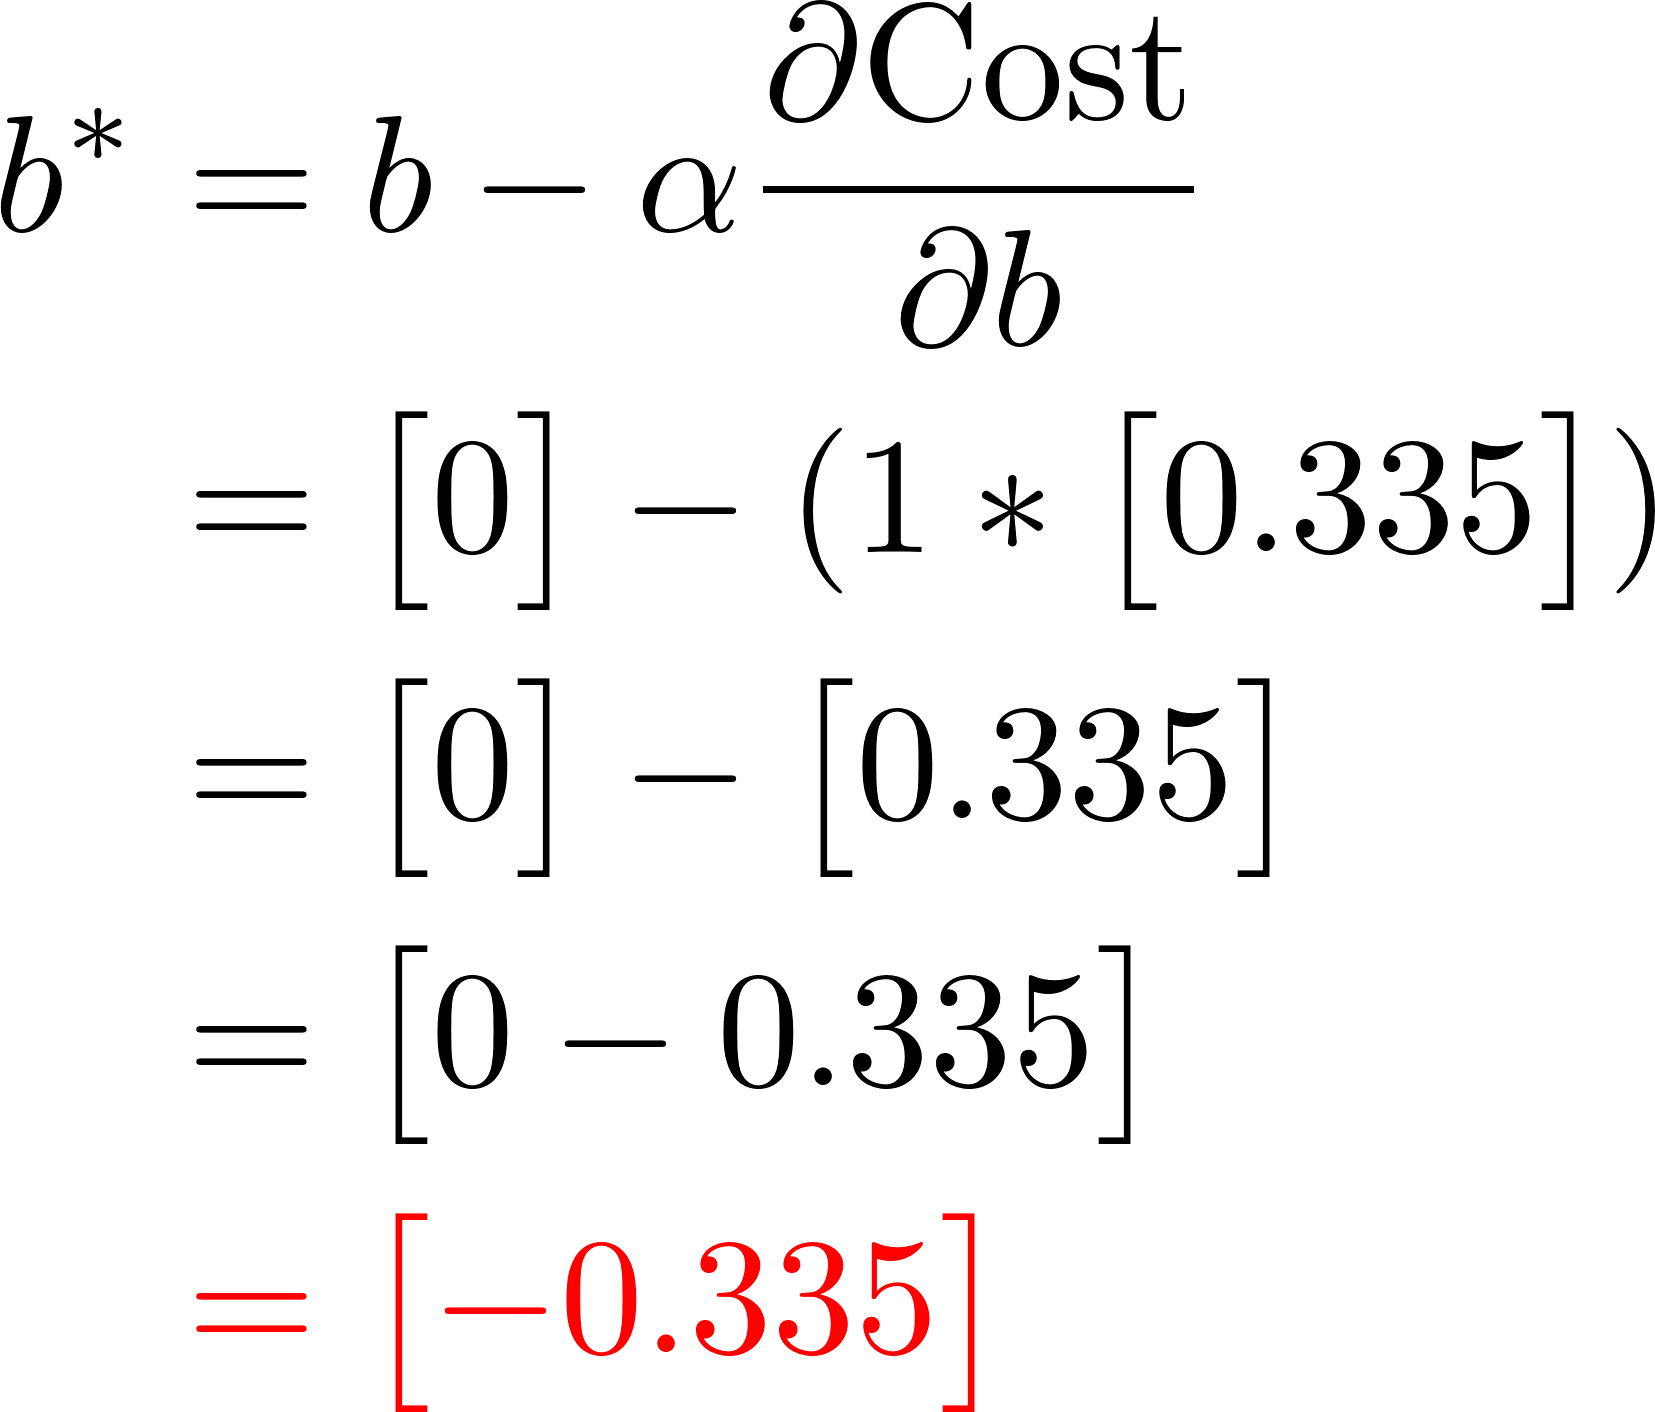 b* = b − α ∂Cost/∂b
= [0] − (1 ∗ [0.335])
= [0] − [0.335]
= [0 − 0.335]
= [−0.335]